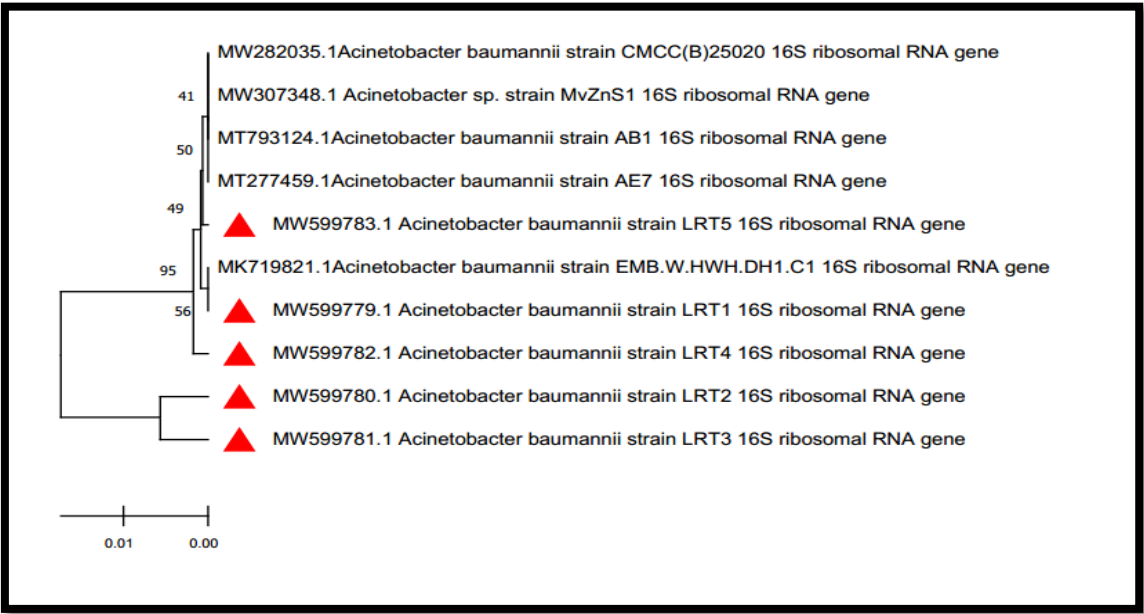 MW282035.1Acinetobacter baumannii strain CMCC(B)25020 16S ribosomal RNA gene
41
MW307348.1 Acinetobacter sp. strain MvZnS1 16S ribosomal RNA gene
MT793124.1Acinetobacter baumannii strain AB1 16S ribosomal RNA gene
50
MT277459.1Acinetobacter baumannii strain AE7 16S ribosomal RNA gene
49
MW599783.1 Acinetobacter baumannii strain LRT5 16S ribosomal RNA gene
95
MK719821.1Acinetobacter baumannii strain EMB.W.HWH.DH1.C1 16S ribosomal RNA gene
56
MW599779.1 Acinetobacter baumannii strain LRT1 16S ribosomal RNA gene
MW599782.1 Acinetobacter baumannii strain LRT4 16S ribosomal RNA gene
MW599780.1 Acinetobacter baumannii strain LRT2 16S ribosomal RNA gene
MW599781.1 Acinetobacter baumannii strain LRT3 16S ribosomal RNA gene
0.01 0.00